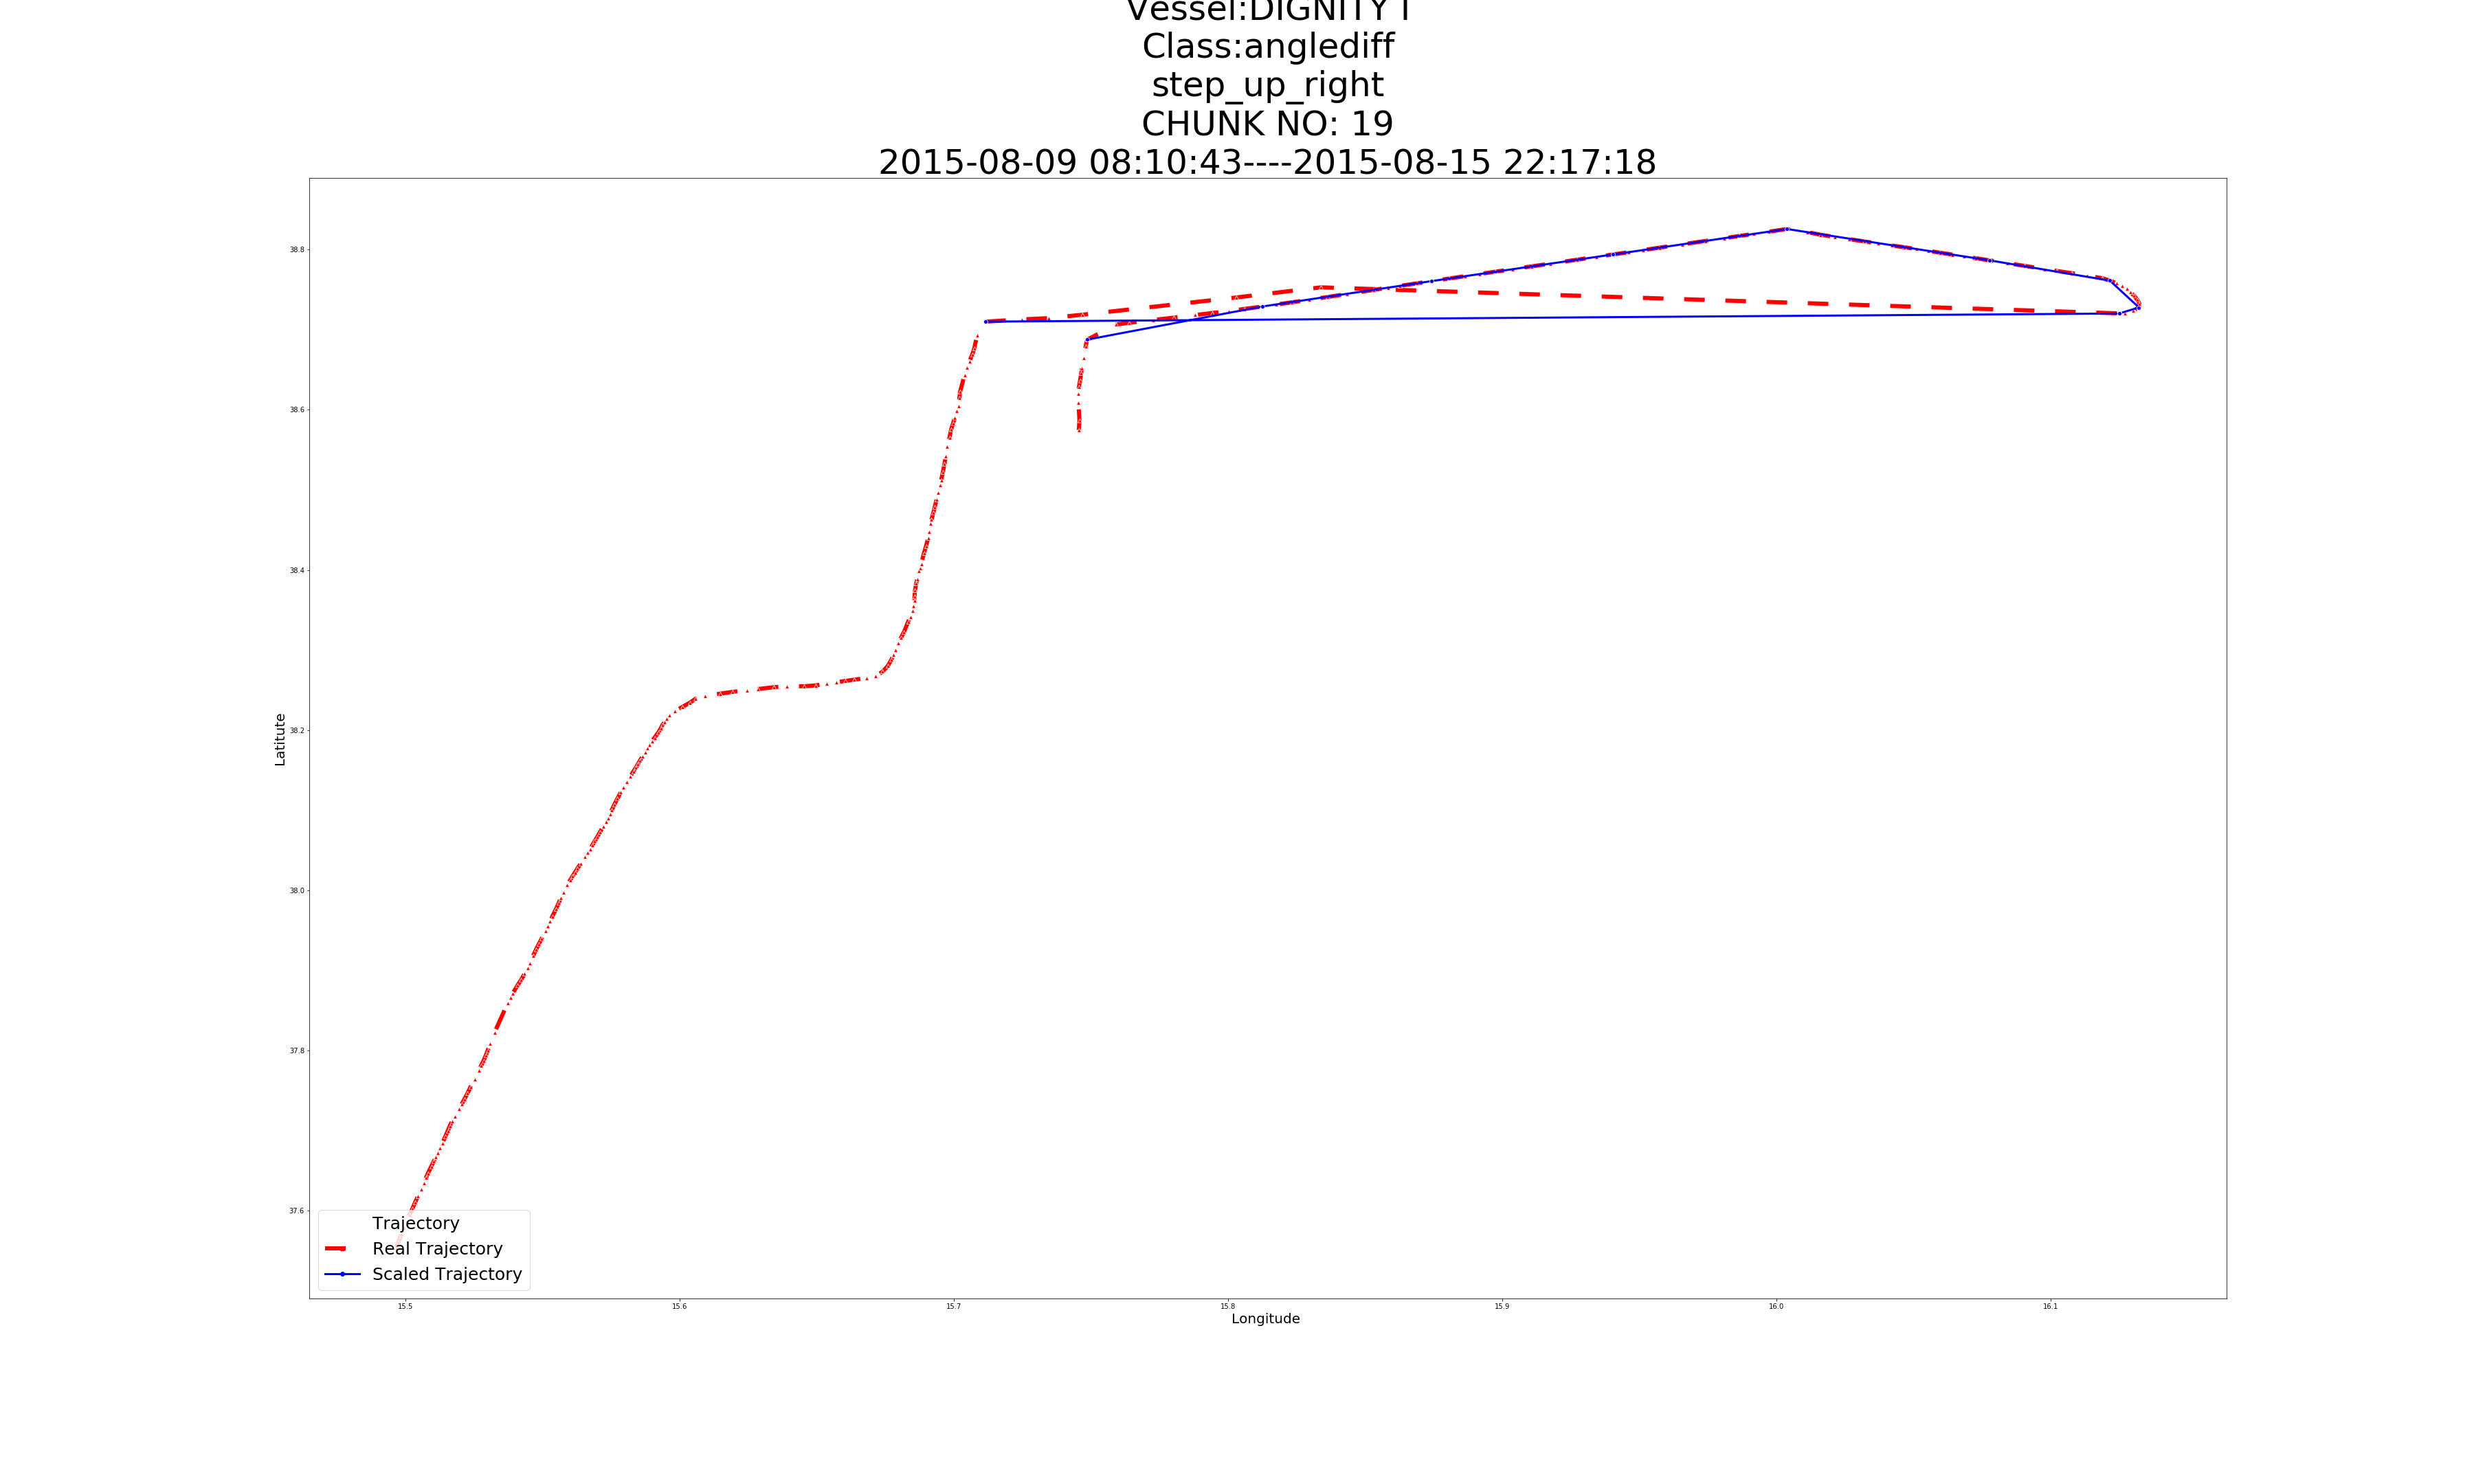 Vessel:DIGNITY I
Class:anglediff
step_up_right
CHUNK NO: 19
2015-08-09 08:10:43----2015-08-15 22:17:18
38.8
38.6
38.4
38.2
38.0
37.8
37.6
Latitute
Trajectory
Real Trajectory
Scaled Trajectory
15.5
15.6
15.7
15.8
15.9
16.0
16.1
Longitude